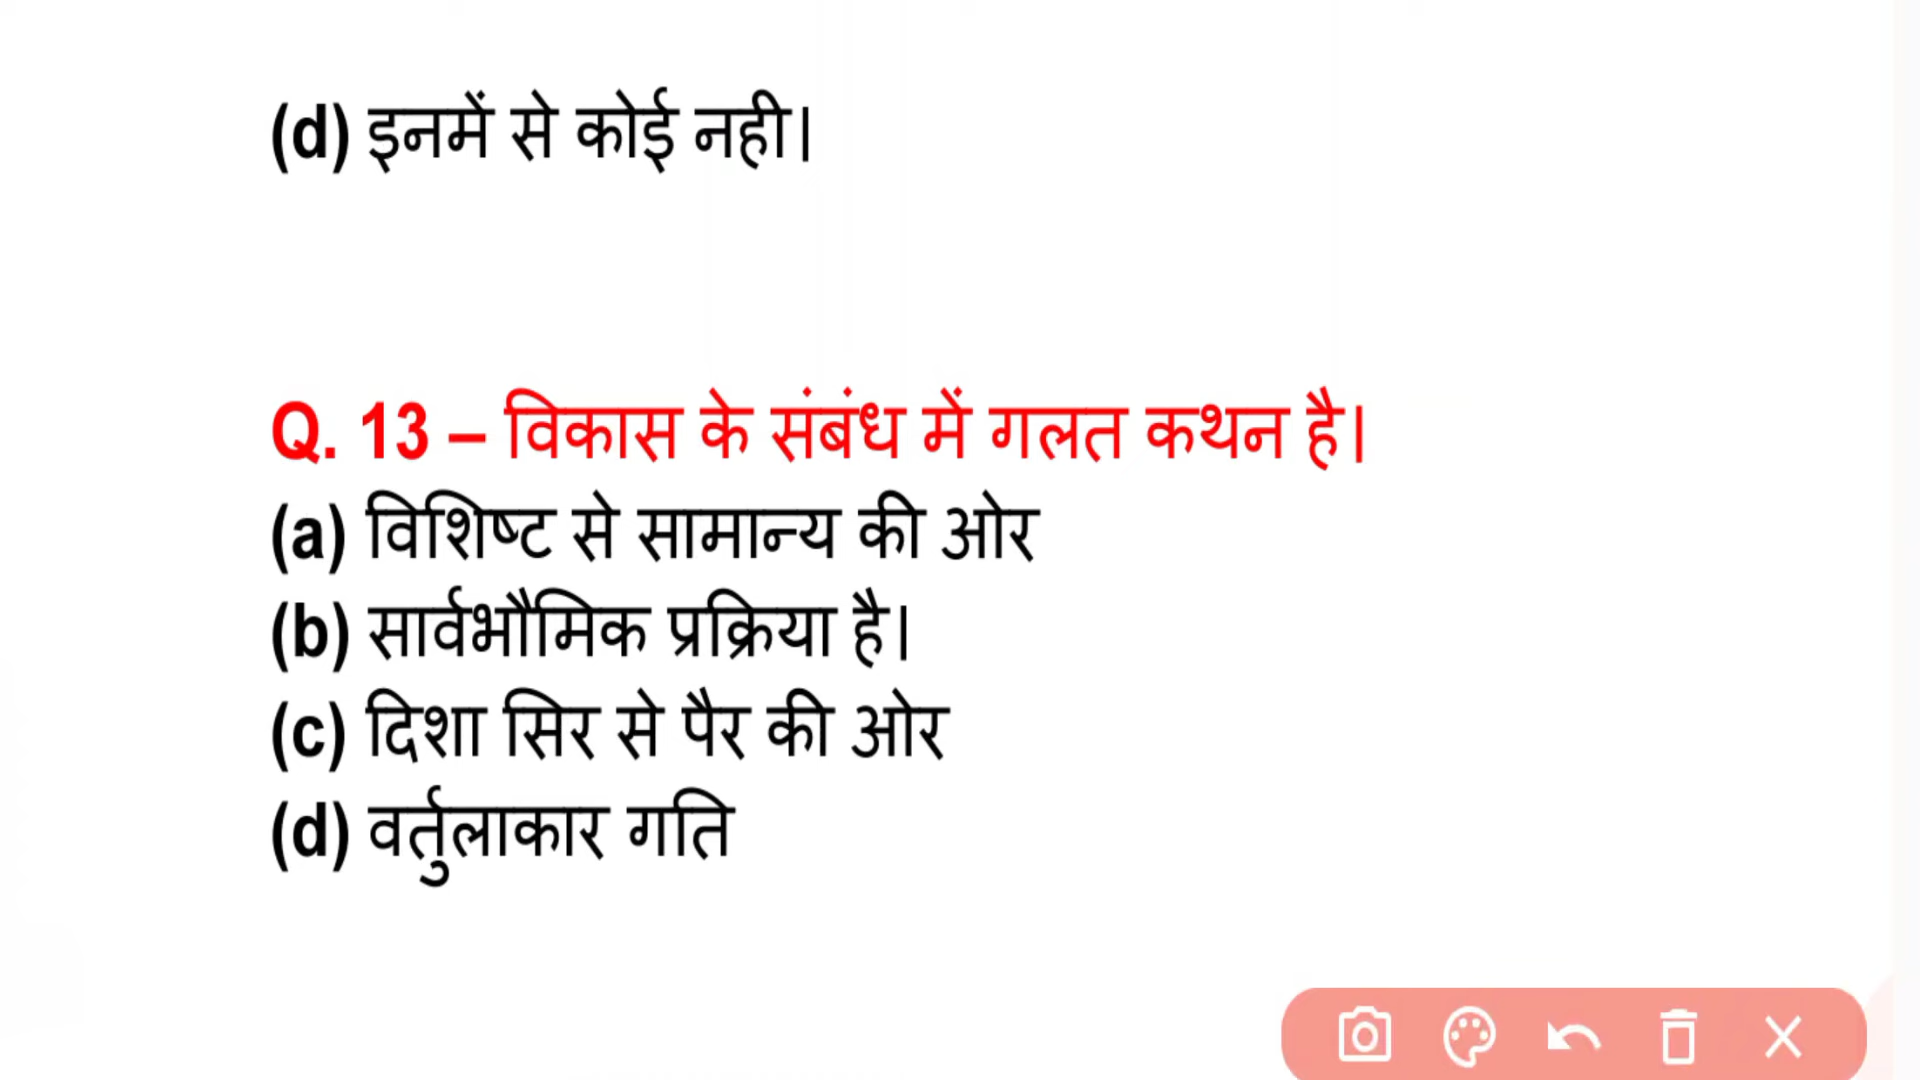 (d) इनमें से कोई नही।
Q. 13 – विकास के संबंध में गलत कथन है।
(a) विशिष्ट से सामान्य की ओर
(b) सार्वभौमिक प्रक्रिया है।
(c) दिशा सिर से पैर की ओर
(d) वर्तुलाकार गति